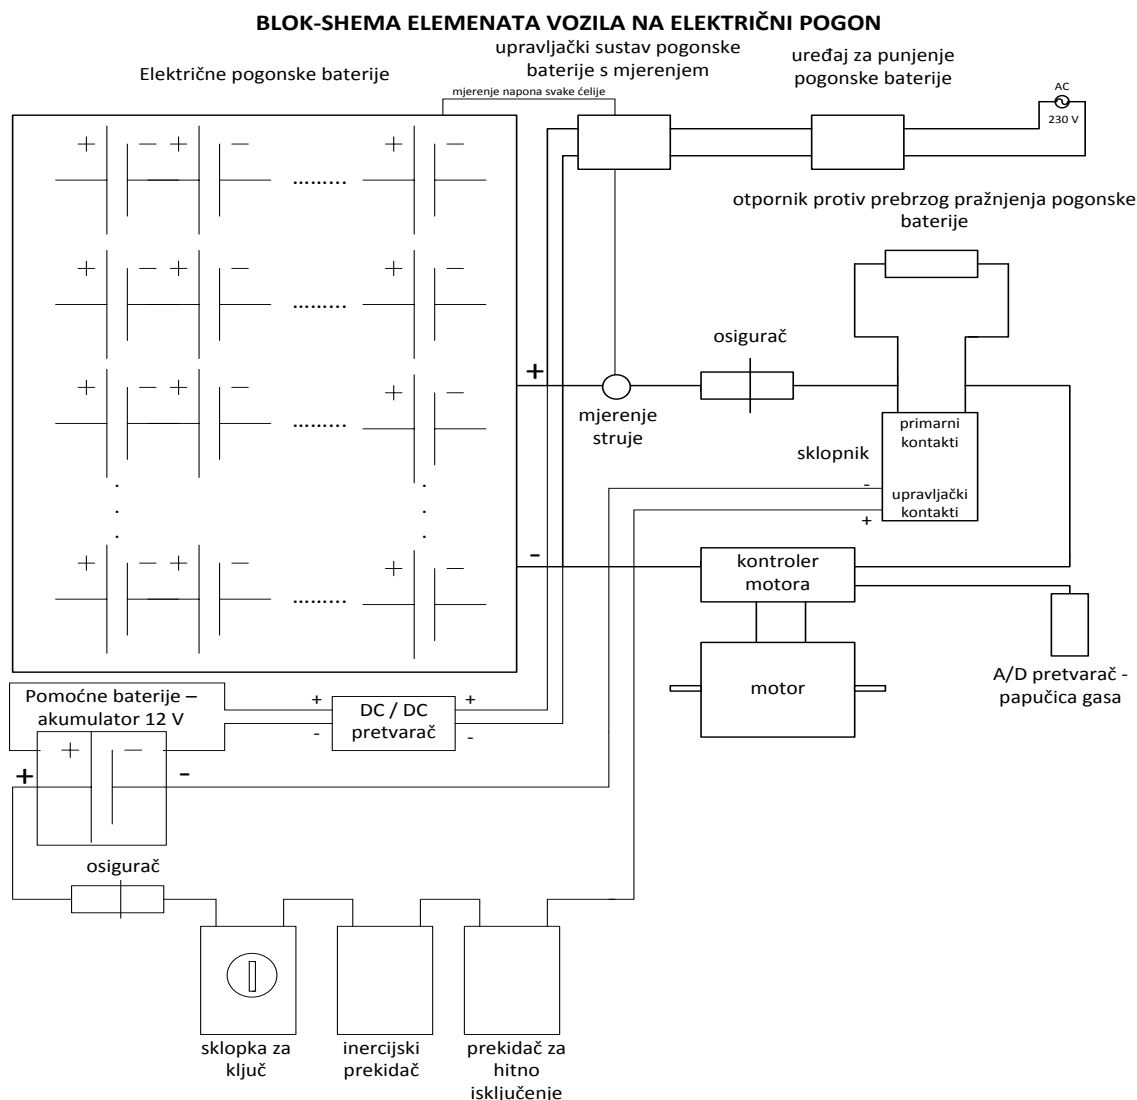 BLOK-SHEMA ELEMENATA VOZILA NA ELEKTRIČNI POGON
Električne pogonske baterije
upravljački sustav pogonske
baterije s mjerenjem
uređaj za punjenje
pogonske baterije
mjerenje napona svake ćelije
AC
230 V
+ — + — ......... + —
+ — + — ......... + —
+ — + — ......... + —
+ — + — ......... + —
otpornik protiv prebrzog pražnjenja pogonske
baterije
osigurač
+
mjerenje
struje
primarni
kontakti
sklopnik
-
upravljački
kontakti
+
-
kontroler
motora
motor
A/D pretvarač -
papučica gasa
Pomoćne baterije –
akumulator 12 V
+
-
DC / DC
pretvarač
+
-
+ —
+
-
osigurač
sklopka za
ključ
inercijski
prekidač
prekidač za
hitno
isključenje